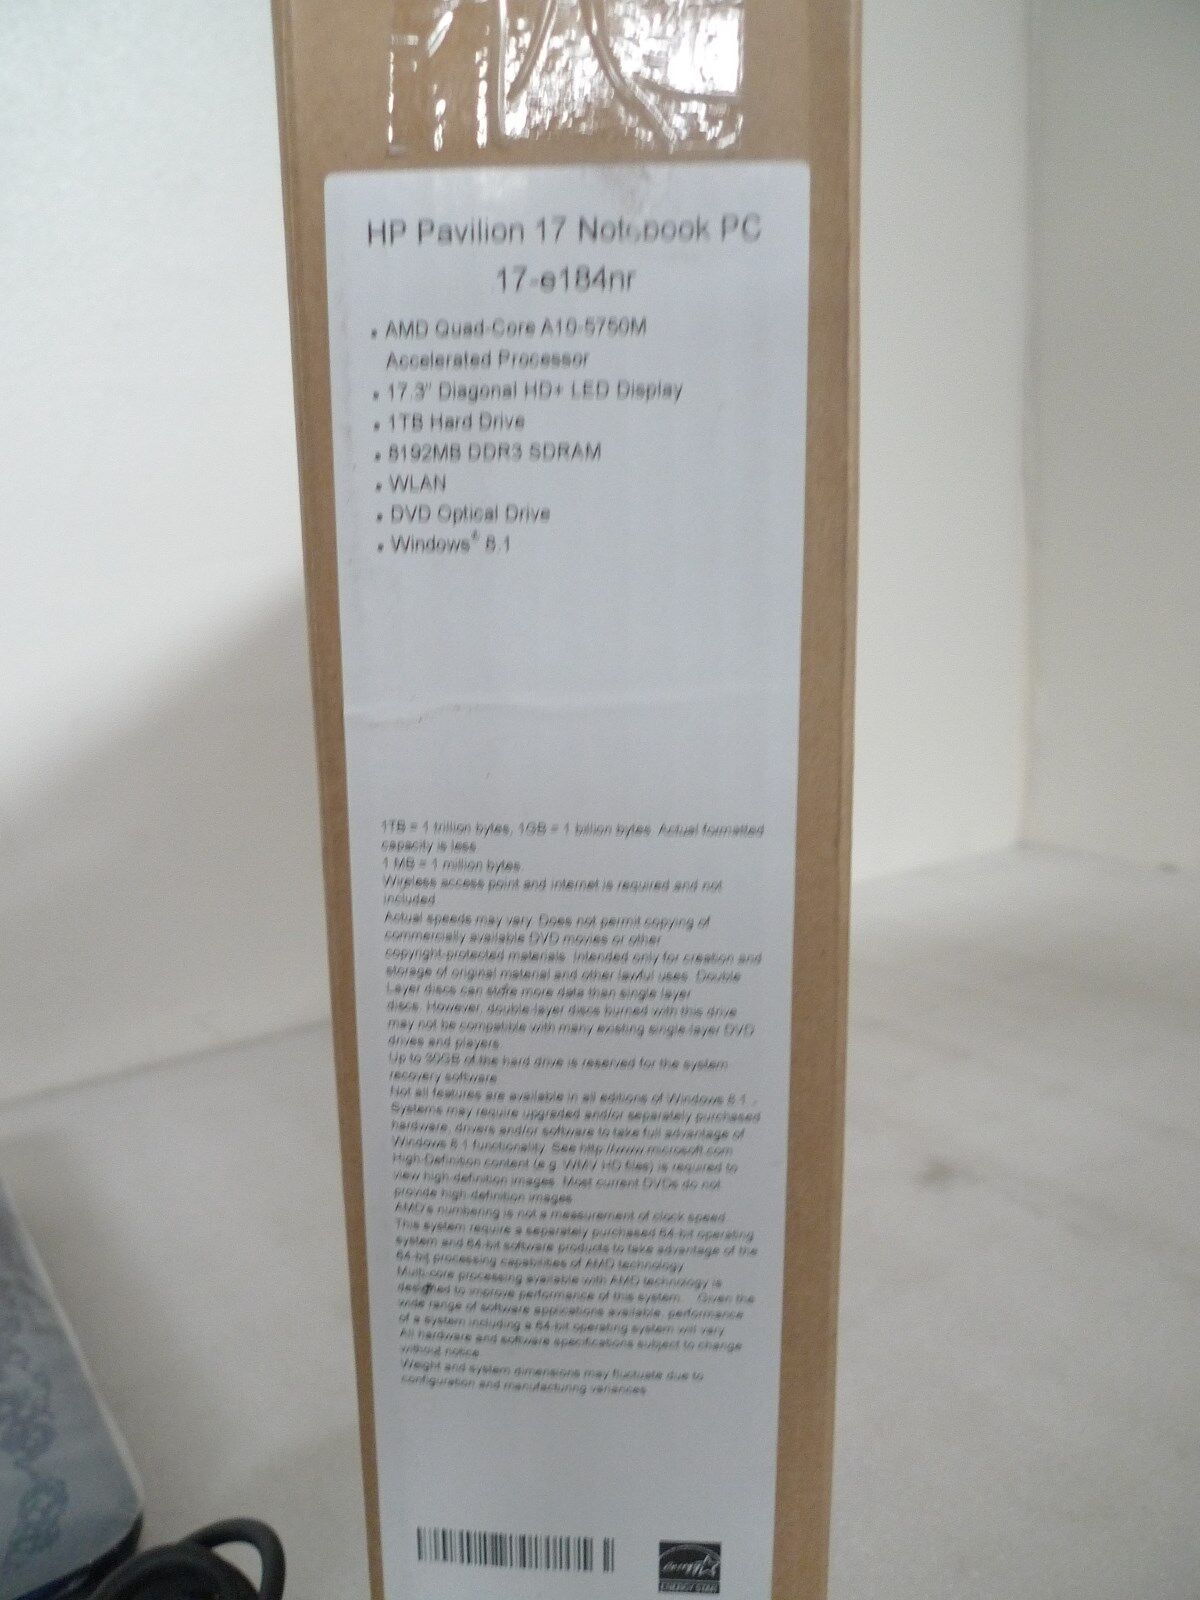 HP Pavilion 17 Notebook PC
17-e184nr
• AMD Quad-Core A10-5750M
Accelerated Processor
• 17.3" Diagonal HD+ LED Display
• 1TB Hard Drive
• 8192MB DDR3 SDRAM
• WLAN
• DVD Optical Drive
• Windows® 8.1
1TB = 1 trillion bytes, 1GB = 1 billion bytes. Actual formatted
capacity is less.
1 MB = 1 million bytes.
Wireless access point and internet is required and not
included
Actual speeds may vary. Does not permit copying of
commercially available DVD movies or other
copyright-protected materials. Intended only for creation and
storage of original material and other lawful uses. Double
Layer discs can store more data than single layer
discs. However, double-layer discs burned with this drive
may not be compatible with many existing single-layer DVD
drives and players.
Up to 30GB of the hard drive is reserved for the system
recovery software
Not all features are available in all editions of Windows 8.1.
Systems may require upgraded and/or separately purchased
hardware, drivers and/or software to take full advantage of
Windows 8.1 functionality. See http://www.microsoft.com
High-Definition content (e.g. WMV HD files) is required to
view high-definition images. Most current DVDs do not
provide high-definition images
AMD's numbering is not a measurement of clock speed.
This system require a separately purchased 64-bit operating
system and 64-bit software products to take advantage of the
64-bit processing capabilities of AMD technology.
Multi-core processing available with AMD technology is
designed to improve performance of this system. Given the
wide range of software applications available, performance
of a system including a 64-bit operating system will vary.
All hardware and software specifications subject to change
without notice.
Weight and system dimensions may fluctuate due to
configuration and manufacturing variances
energy
ENERGY STAR